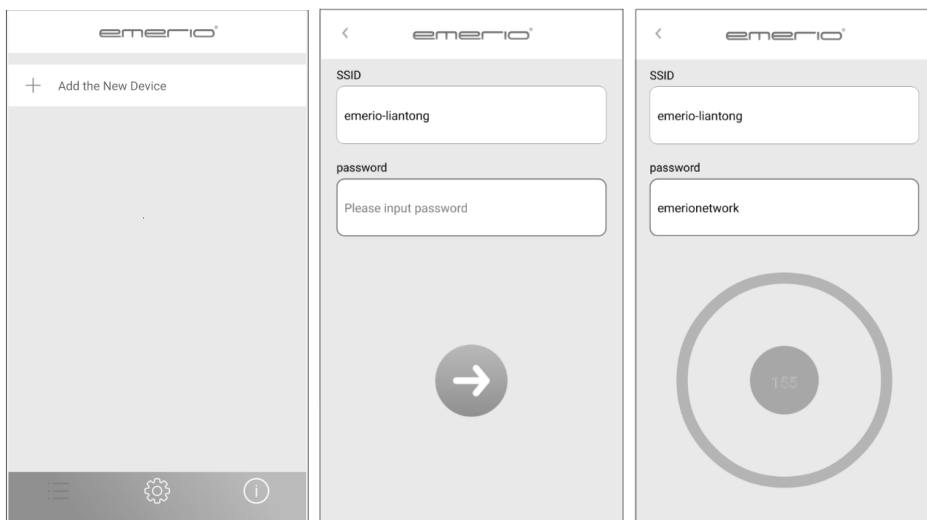 emerio®
Add the New Device
emerio®
SSID
emerio-liantong
password
Please input password
emerio®
SSID
emerio-liantong
password
emerionetwork
155